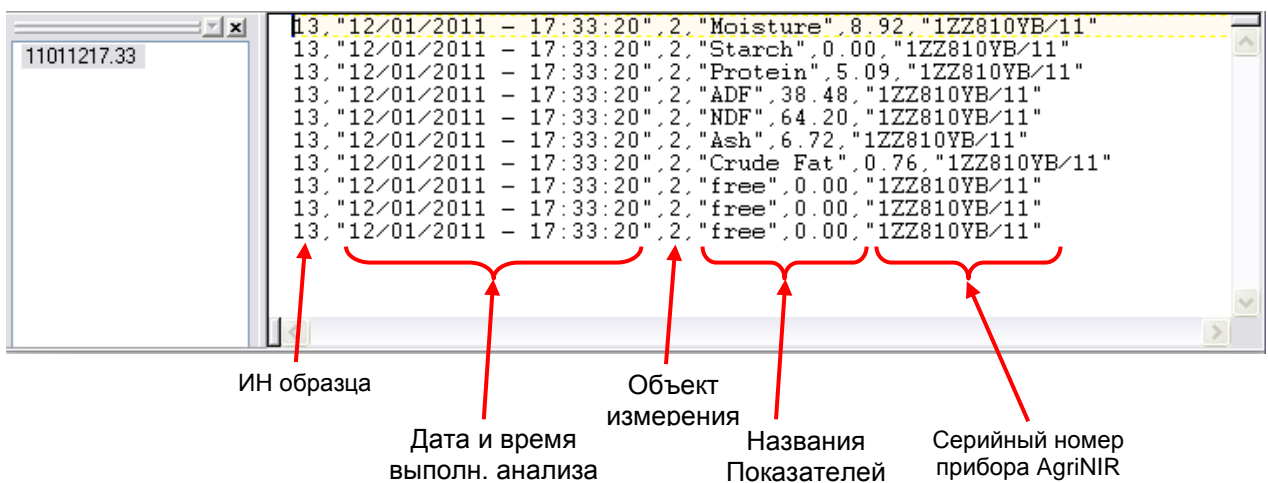 11011217.33
13,"12/01/2011 – 17:33:20",2,"Moisture",8.92,"1ZZ810YB/11"
13,"12/01/2011 – 17:33:20",2,"Starch",0.00,"1ZZ810YB/11"
13,"12/01/2011 – 17:33:20",2,"Protein",5.09,"1ZZ810YB/11"
13,"12/01/2011 – 17:33:20",2,"ADF",38.48,"1ZZ810YB/11"
13,"12/01/2011 – 17:33:20",2,"NDF",64.20,"1ZZ810YB/11"
13,"12/01/2011 – 17:33:20",2,"Ash",6.72,"1ZZ810YB/11"
13,"12/01/2011 – 17:33:20",2,"Crude Fat",0.76,"1ZZ810YB/11"
13,"12/01/2011 – 17:33:20",2,"free",0.00,"1ZZ810YB/11"
13,"12/01/2011 – 17:33:20",2,"free",0.00,"1ZZ810YB/11"
13,"12/01/2011 – 17:33:20",2,"free",0.00,"1ZZ810YB/11"
ИН образца
Дата и время
выполн. анализа
Объект
измерения
Названия
Показателей
Серийный номер
прибора AgriNIR